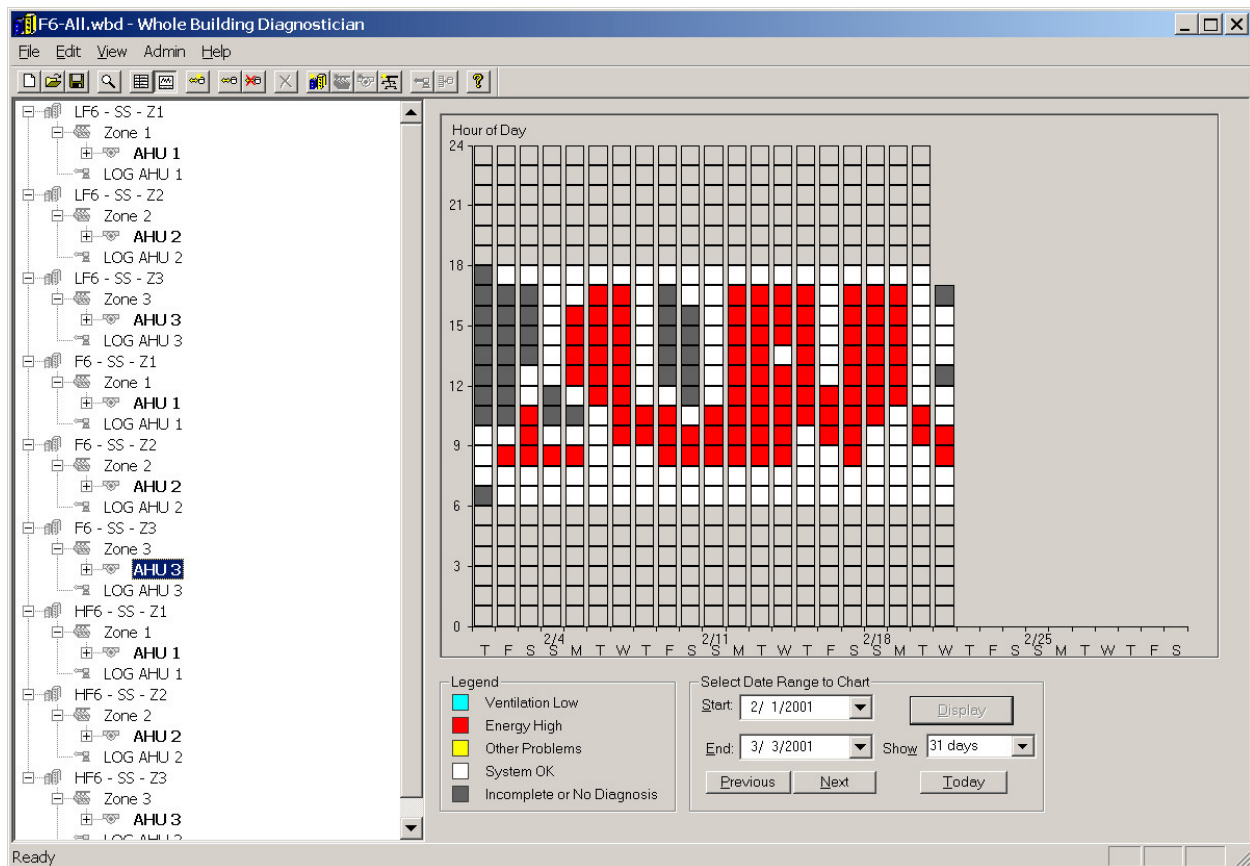 F6-All.wbd - Whole Building Diagnostician
File Edit View Admin Help
LF6 - SS - Z1
Zone 1
AHU 1
LOG AHU 1
LF6 - SS - Z2
Zone 2
AHU 2
LOG AHU 2
LF6 - SS - Z3
Zone 3
AHU 3
LOG AHU 3
F6 - SS - Z1
Zone 1
AHU 1
LOG AHU 1
F6 - SS - Z2
Zone 2
AHU 2
LOG AHU 2
F6 - SS - Z3
Zone 3
AHU 3
LOG AHU 3
HF6 - SS - Z1
Zone 1
AHU 1
LOG AHU 1
HF6 - SS - Z2
Zone 2
AHU 2
LOG AHU 2
HF6 - SS - Z3
Zone 3
AHU 3
Hour of Day
24
21
18
15
12
9
6
3
0
2/4 2/11 2/18 2/25
T F S S M T W T F S S M T W T F S S M T W T F S S M T W T F S
Legend
Ventilation Low
Energy High
Other Problems
System OK
Incomplete or No Diagnosis
Select Date Range to Chart
Start: 2/ 1/2001 Display
End: 3/ 3/2001 Show 31 days
Previous Next Today
Ready